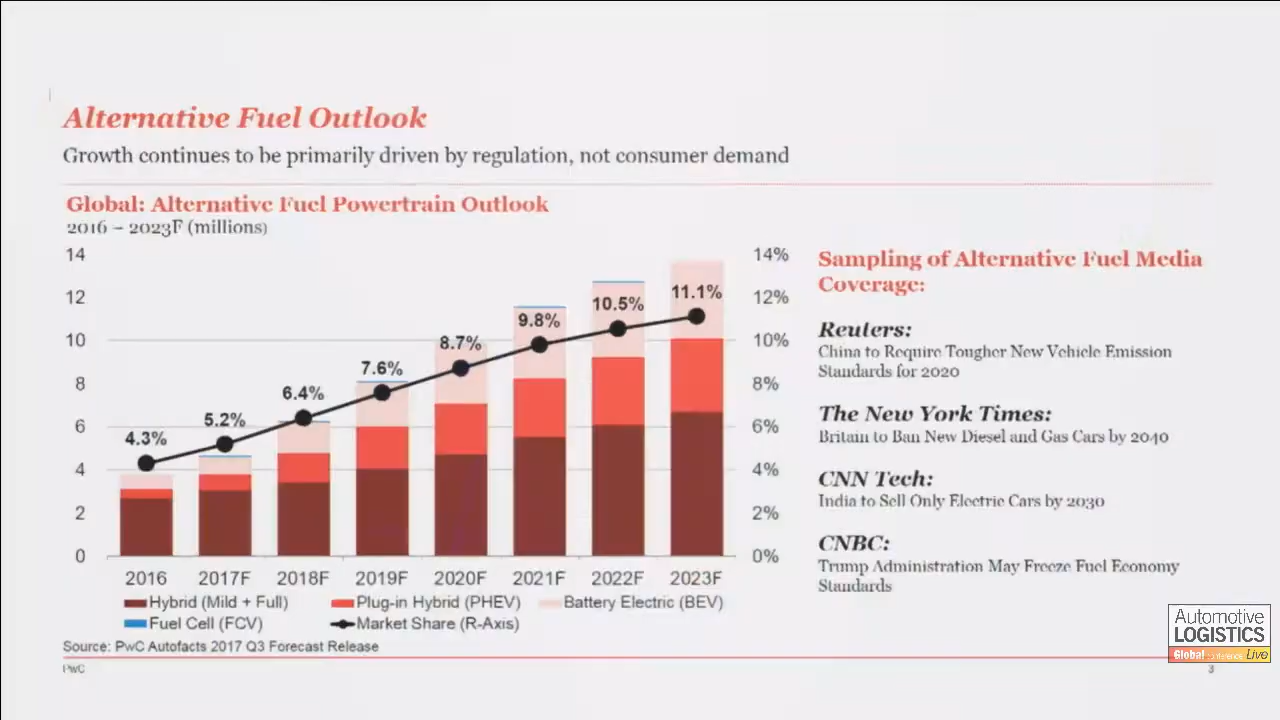 Alternative Fuel Outlook
Growth continues to be primarily driven by regulation, not consumer demand
Global: Alternative Fuel Powertrain Outlook
2016 – 2023F (millions)
14
12
10
8
6
4
2
0
14%
12%
10%
8%
6%
4%
2%
0%
4.3%
5.2%
6.4%
7.6%
8.7%
9.8%
10.5%
11.1%
2016 2017F 2018F 2019F 2020F 2021F 2022F 2023F
Hybrid (Mild + Full) Plug-in Hybrid (PHEV) Battery Electric (BEV)
Fuel Cell (FCV) Market Share (R-Axis)
Source: PwC Autofacts 2017 Q3 Forecast Release
PwC
Sampling of Alternative Fuel Media
Coverage:
Reuters:
China to Require Tougher New Vehicle Emission
Standards for 2020
The New York Times:
Britain to Ban New Diesel and Gas Cars by 2040
CNN Tech:
India to Sell Only Electric Cars by 2030
CNBC:
Trump Administration May Freeze Fuel Economy
Standards
Automotive
LOGISTICS
Global conference Live
3